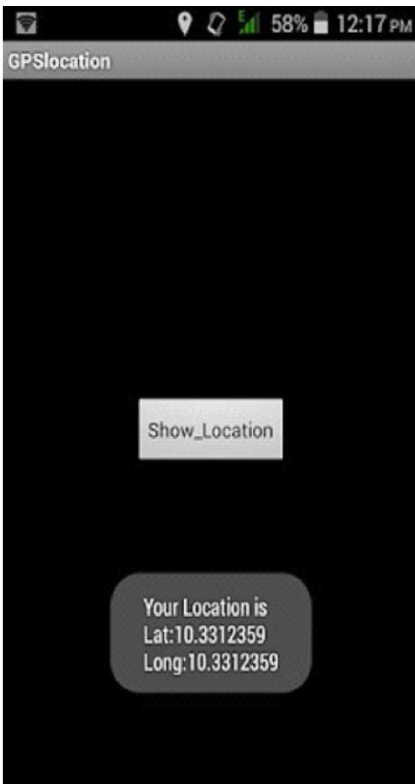 E 58% 12:17 PM
GPSlocation
Show_Location
Your Location is
Lat:10.3312359
Long:10.3312359